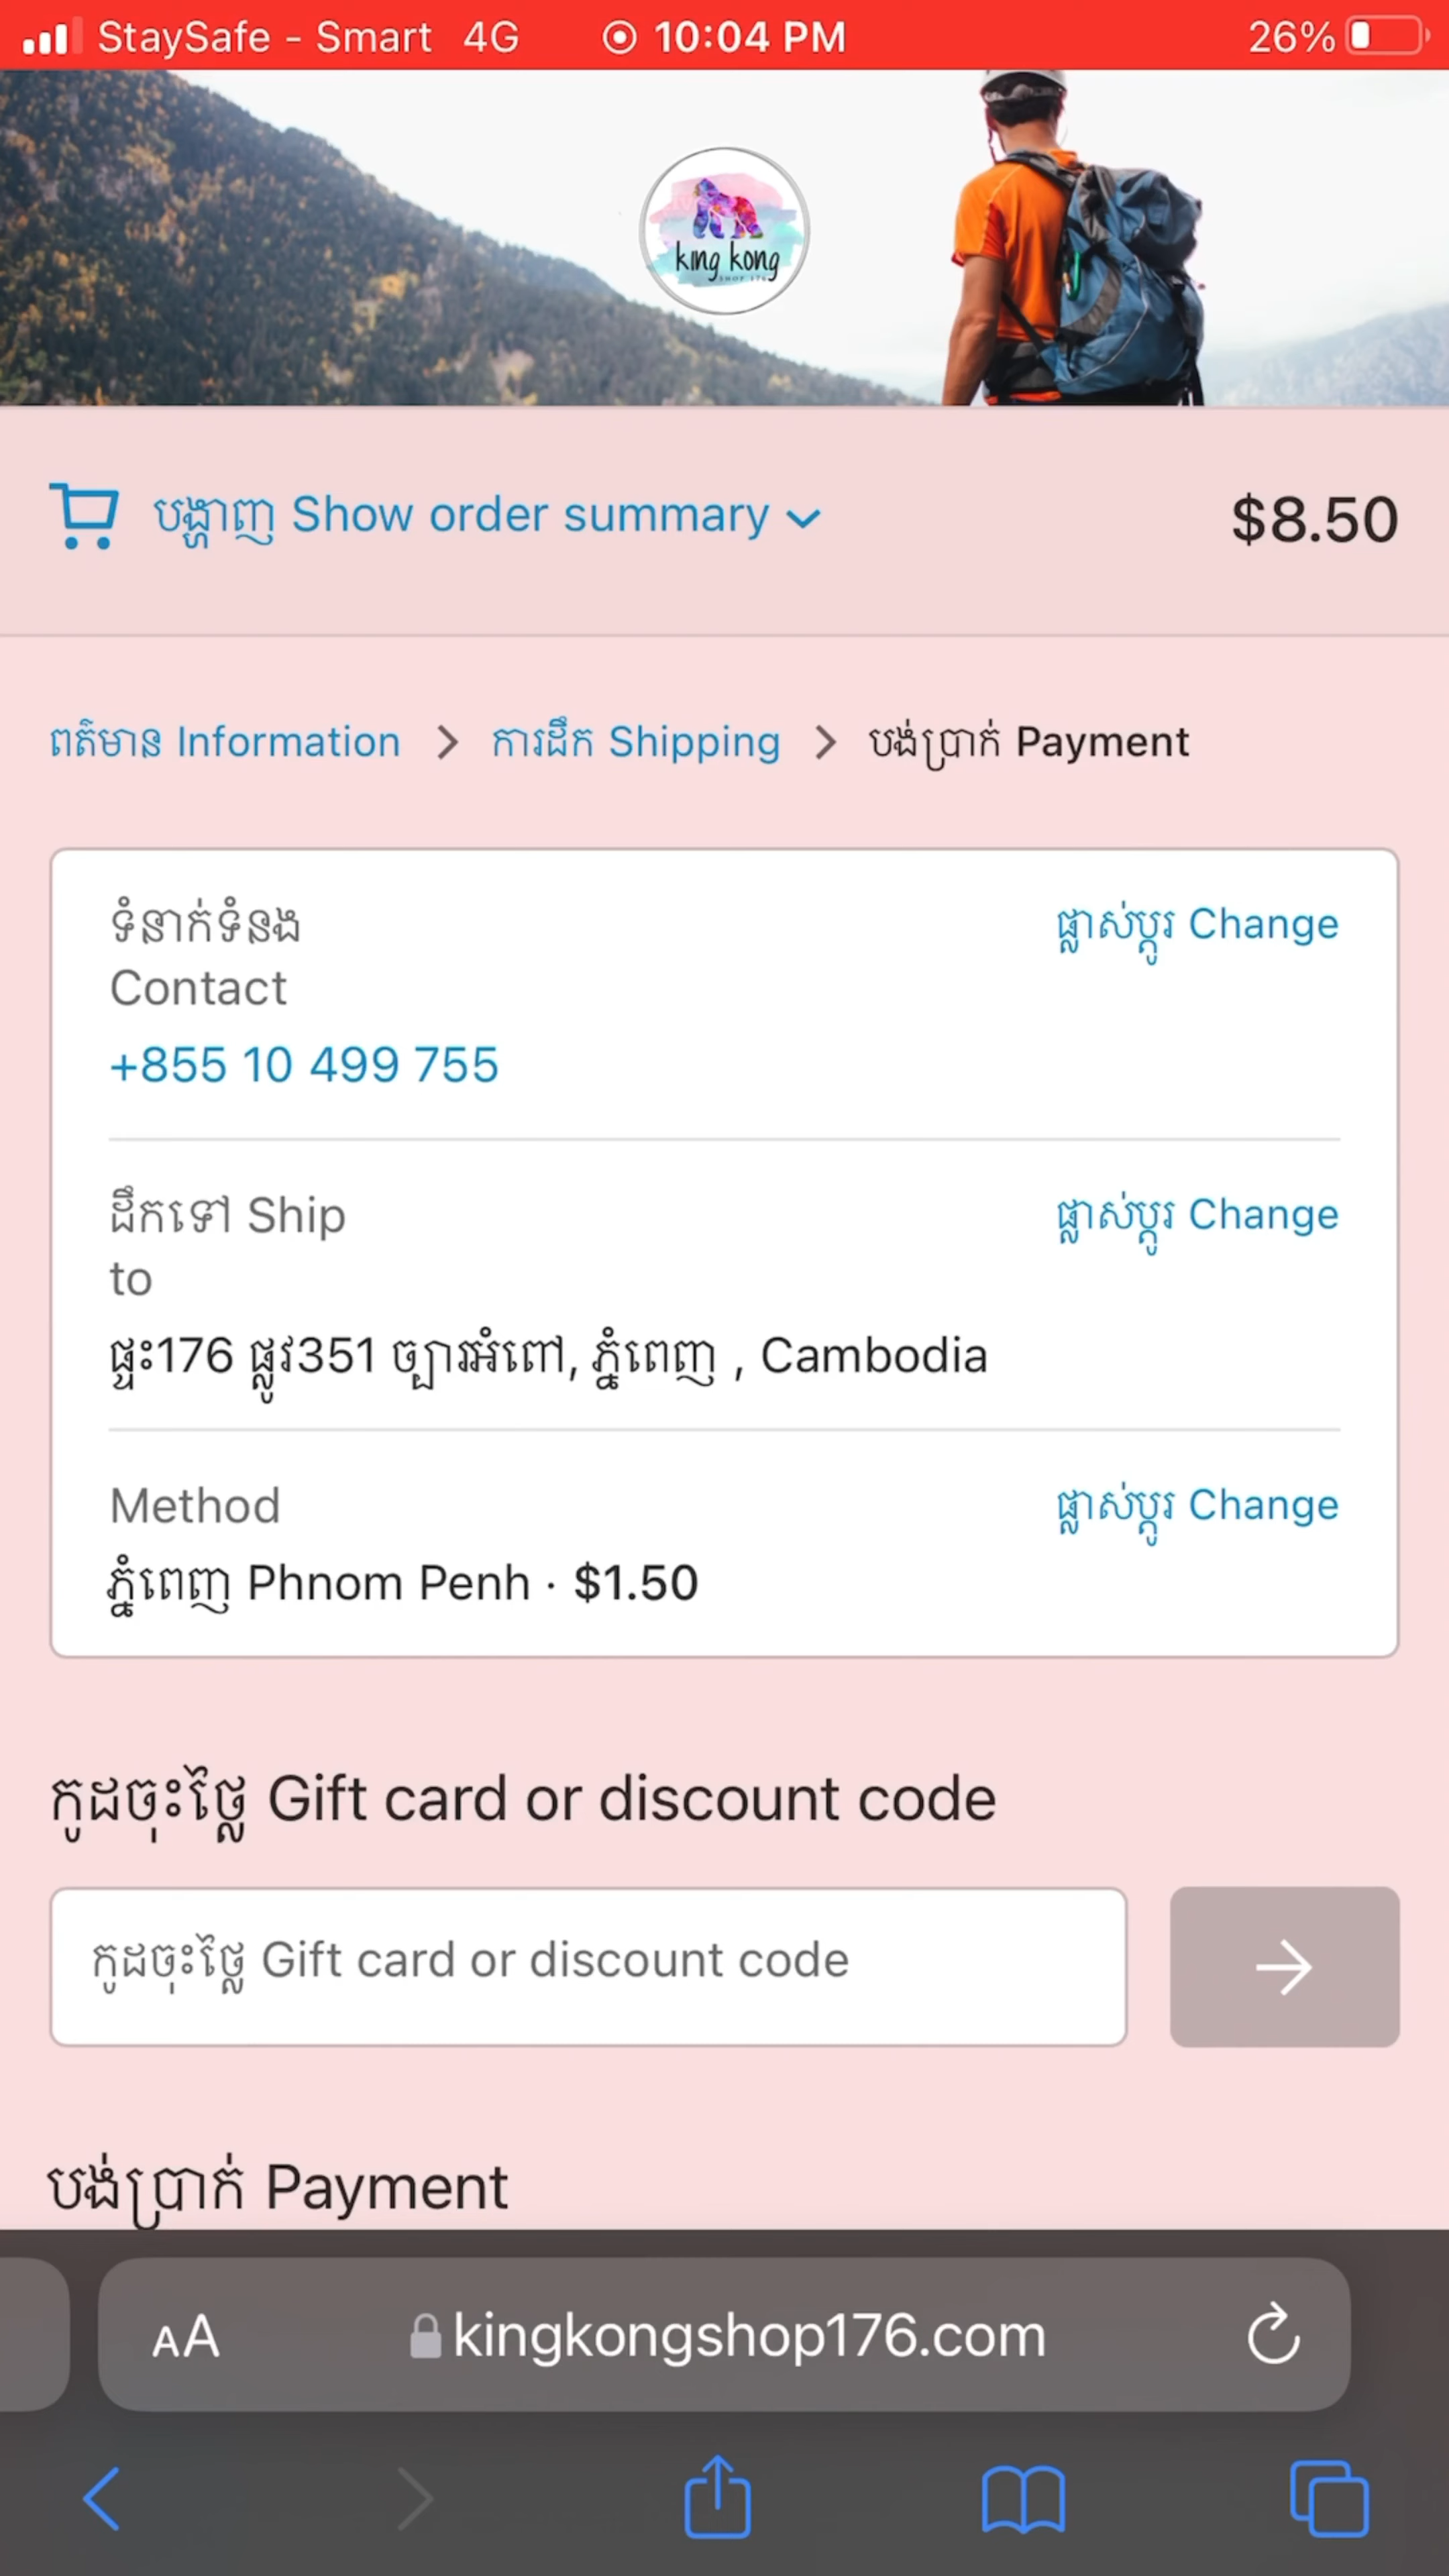 StaySafe - Smart 4G 10:04 PM 26%
king kong
SHOP 176
បង្ហាញ Show order summary $8.50
ពត៌មាន Information > ការដឹក Shipping > បង់ប្រាក់ Payment
ទំនាក់ទំនង ផ្លាស់ប្តូរ Change
Contact
+855 10 499 755
ដឹកទៅ Ship ផ្លាស់ប្តូរ Change
to
ផ្ទះ176 ផ្លូវ351 ច្បារអំពៅ, ភ្នំពេញ , Cambodia
Method ផ្លាស់ប្តូរ Change
ភ្នំពេញ Phnom Penh · $1.50
កូដចុះថ្លៃ Gift card or discount code
កូដចុះថ្លៃ Gift card or discount code
បង់ប្រាក់ Payment
AA kingkongshop176.com